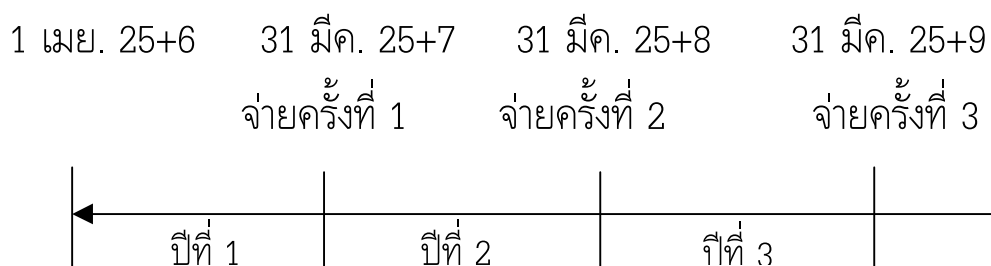 1 เมย. 25+6 31 มีค. 25+7 31 มีค. 25+8 31 มีค. 25+9
จ่ายครั้งที่ 1 จ่ายครั้งที่ 2 จ่ายครั้งที่ 3
ปีที่ 1 ปีที่ 2 ปีที่ 3